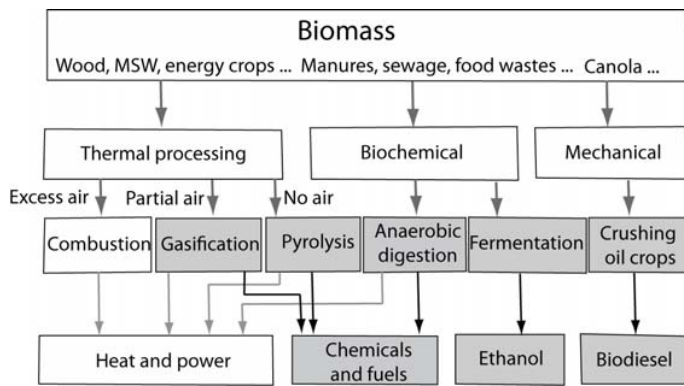 Biomass
Wood, MSW, energy crops ... Manures, sewage, food wastes ... Canola ...
Thermal processing
Biochemical
Mechanical
Excess air
Partial air
No air
Combustion
Gasification
Pyrolysis
Anaerobic
digestion
Fermentation
Crushing
oil crops
Heat and power
Chemicals
and fuels
Ethanol
Biodiesel